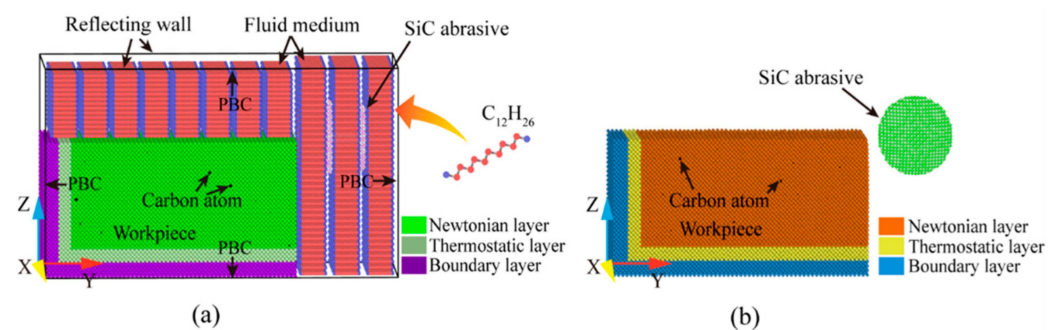 Reflecting wall
Fluid medium
SiC abrasive
PBC
C12H26
PBC
PBC
Carbon atom
Workpiece
PBC
Z
X
Y
Newtonian layer
Thermostatic layer
Boundary layer
(a)
SiC abrasive
Carbon atom
Workpiece
Z
X
Y
Newtonian layer
Thermostatic layer
Boundary layer
(b)